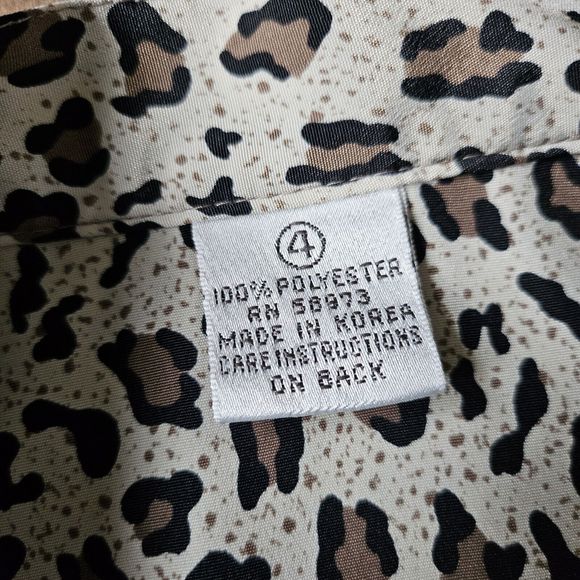 4
100% POLYESTER
RN 58973
MADE IN KOREA
CARE INSTRUCTIONS
ON BACK